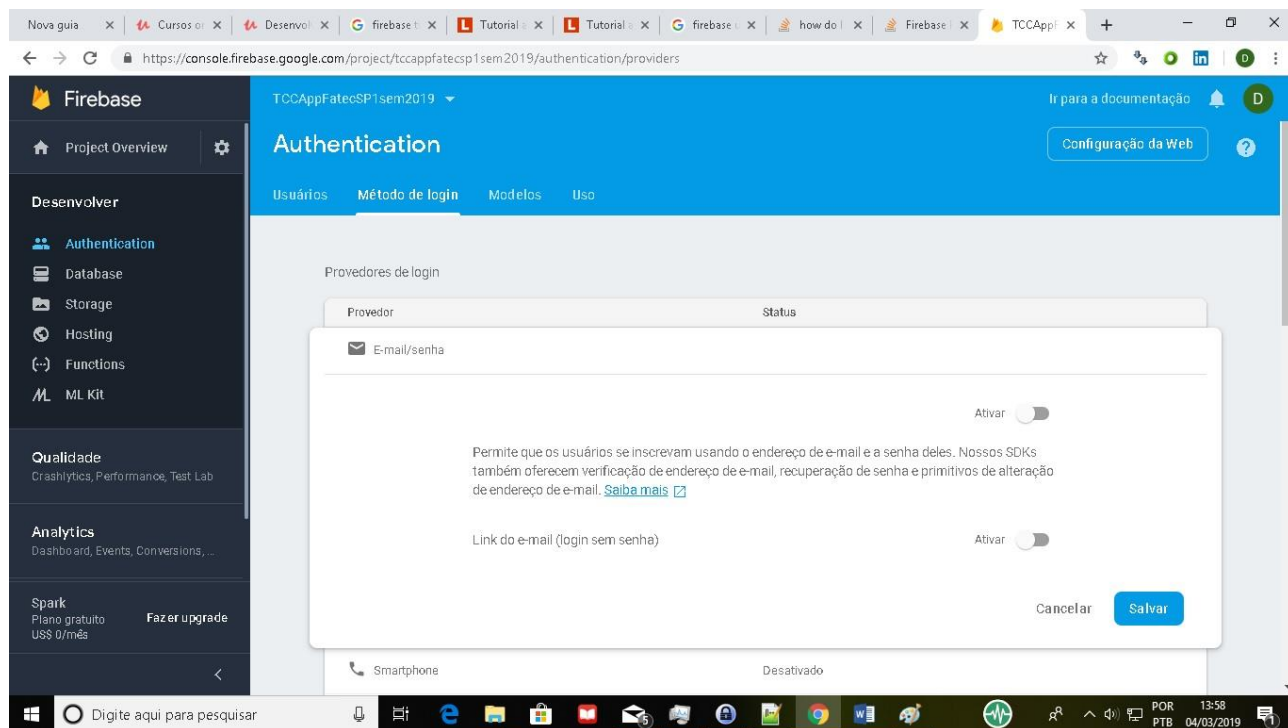 Nova guia
Cursos or
Desenvol
firebase t
Tutorial
Tutorial
firebase
how do I
Firebase
TCCAppF
https://console.firebase.google.com/project/tccappfatecsp1sem2019/authentication/providers
in
D
Firebase
TCCAppFatecSP1sem2019
Ir para a documentação
D
Project Overview
Authentication
Configuração da Web
Usuários
Método de login
Modelos
Uso
Desenvolver
Authentication
Database
Storage
Hosting
Functions
ML Kit
Qualidade
Crashlytics, Performance, Test Lab
Analytics
Dashboard, Events, Conversions, ...
Spark
Plano gratuito
US$ 0/mês
Fazer upgrade
Provedores de login
Provedor
Status
E-mail/senha
Ativar
Permite que os usuários se inscrevam usando o endereço de e-mail e a senha deles. Nossos SDKs
também oferecem verificação de endereço de e-mail, recuperação de senha e primitivos de alteração
de endereço de e-mail. Saiba mais
Link do e-mail (login sem senha)
Ativar
Cancelar
Salvar
Smartphone
Desativado
Digite aqui para pesquisar
POR
PTB
13:58
04/03/2019